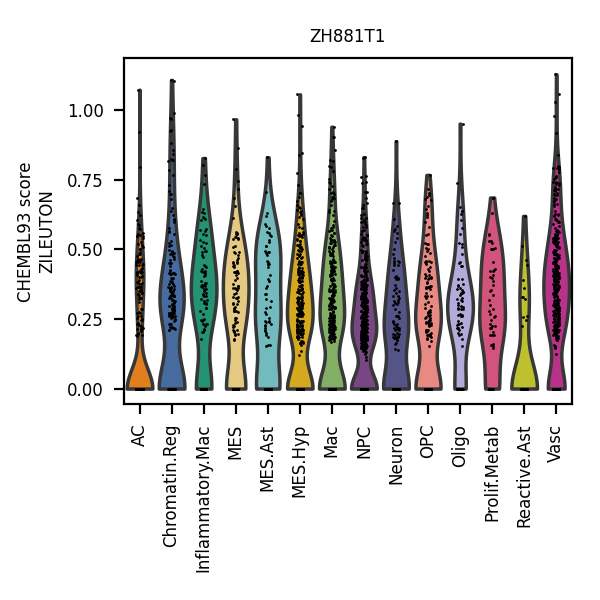 ZH881T1
CHEMBL93 score
ZILEUTON
1.00
0.75
0.50
0.25
0.00
AC
Chromatin.Reg
Inflammatory.Mac
MES
MES.Ast
MES.Hyp
Mac
NPC
Neuron
OPC
Oligo
Prolif.Metab
Reactive.Ast
Vasc